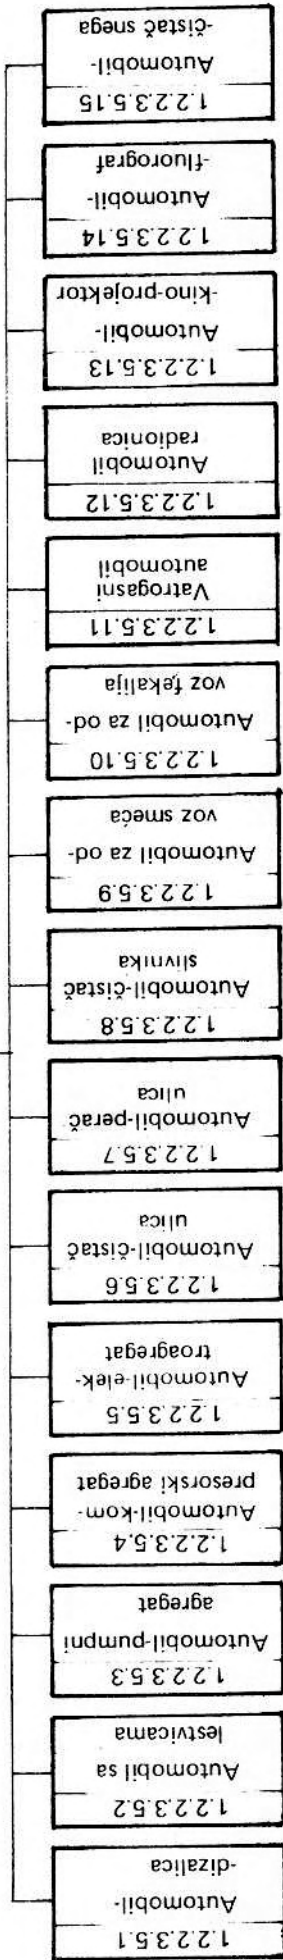 1.2.2.3.5.1
Automobil-
-dizalica
1.2.2.3.5.2
Automobil sa
lestvicama
1.2.2.3.5.3
Automobil-pumpni
agregat
1.2.2.3.5.4
Automobil-kom-
presorski agregat
1.2.2.3.5.5
Automobil-elek-
troagregat
1.2.2.3.5.6
Automobil-čistač
ulica
1.2.2.3.5.7
Automobil-perač
ulica
1.2.2.3.5.8
Automobil-čistač
slivnika
1.2.2.3.5.9
Automobil za od-
voz smeća
1.2.2.3.5.10
Automobil za od-
voz fekalija
1.2.2.3.5.11
Vatrogasni
automobil
1.2.2.3.5.12
Automobil
radionica
1.2.2.3.5.13
Automobil-
-kino-projektor
1.2.2.3.5.14
Automobil-
-fluorograf
1.2.2.3.5.15
Automobil-
-čistač snega